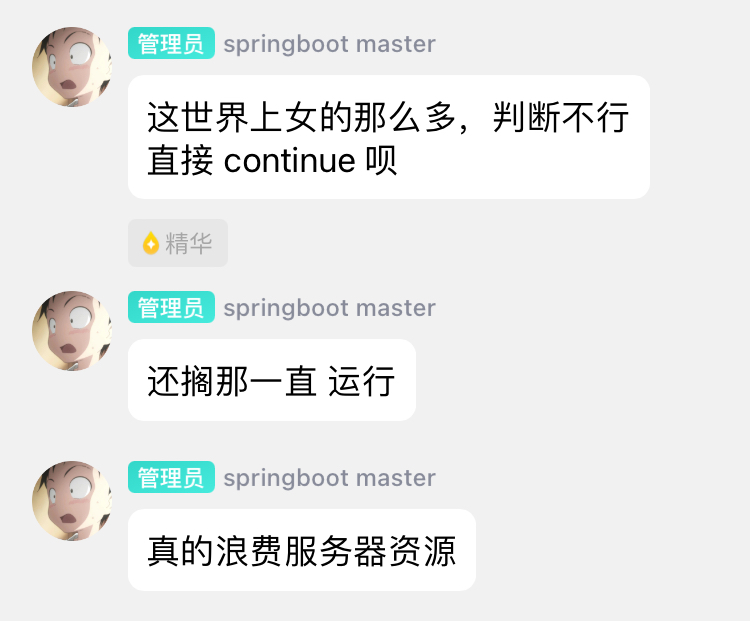 管理员 springboot master
这世界上女的那么多，判断不行
直接 continue 呗
精华
管理员 springboot master
还搁那一直 运行
管理员 springboot master
真的浪费服务器资源